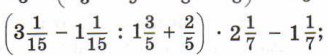 (3 1/15 − 1 1/15 : 1 3/5 + 2/5) · 2 1/7 − 1 1/7;